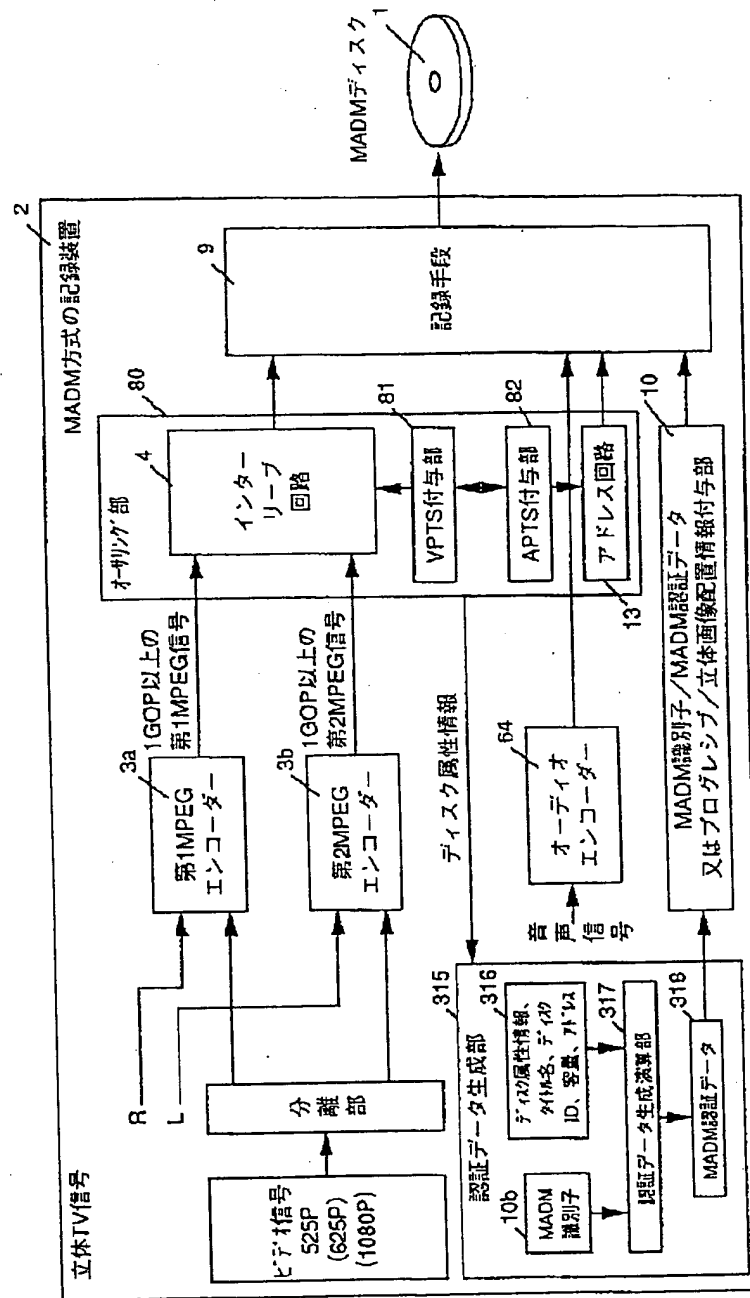 立体TV信号
MADM方式の記録装置
2
ビデオ信号
525P
(625P)
(1080P)
分離部
R
L
3a
第1MPEG
エンコーダー
3b
第2MPEG
エンコーダー
1GOP以上の
第1MPEG信号
1GOP以上の
第2MPEG信号
オーサリング部
80
4
インター
リーブ
回路
81
VPTS付与部
82
APTS付与部
アドレス回路
13
9
記録手段
MADMディスク
1
ディスク属性情報
音声信号
64
オーディオ
エンコーダー
認証データ生成部
315
10b
MADM
識別子
316
ディスク属性情報、
タイトル名、ディスク
ID、容量、アドレス
317
認証データ生成演算部
318
MADM認証データ
10
MADM識別子/MADM認証データ
又はプログレシブ/立体画像配置情報付与部